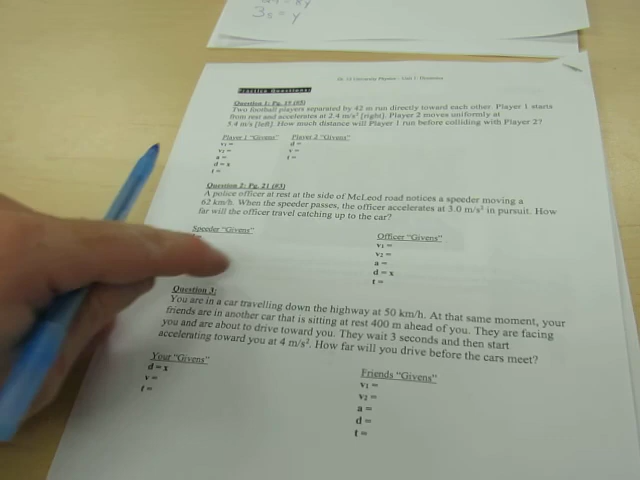 3s = y
Practice Questions:
Question 1: Pg. 15 (#5)
Two football players separated by 42 m run directly toward each other. Player 1 starts
from rest and accelerates at 2.4 m/s² [right]. Player 2 moves uniformly at
5.4 m/s [left]. How much distance will Player 1 run before colliding with Player 2?
Player 1 "Givens" Player 2 "Givens"
v₁ = d =
v₂ = v =
a = t =
d = x
t =
Question 2: Pg. 21 (#3)
A police officer at rest at the side of McLeod road notices a speeder moving a
62 km/h. When the speeder passes, the officer accelerates at 3.0 m/s² in pursuit. How
far will the officer travel catching up to the car?
Speeder "Givens" Officer "Givens"
v₁ =
v₂ =
a =
d = x
t =
Question 3:
You are in a car travelling down the highway at 50 km/h. At that same moment, your
friends are in another car that is sitting at rest 400 m ahead of you. They are facing
you and are about to drive toward you. They wait 3 seconds and then start
accelerating toward you at 4 m/s². How far will you drive before the cars meet?
Your "Givens" Friends "Givens"
d = x v₁ =
v = v₂ =
t = a =
d =
t =